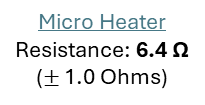 Micro Heater
Resistance: 6.4 Ω
(± 1.0 Ohms)